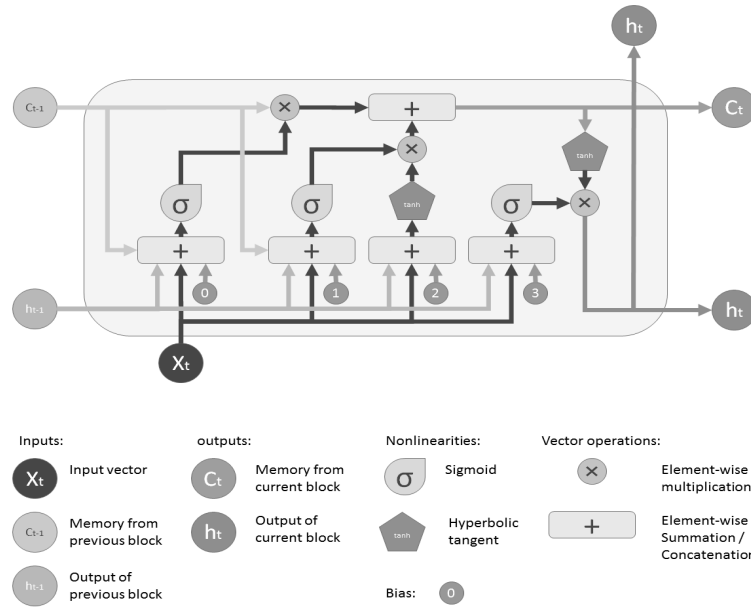 ht
Ct-1
×
+
Ct
×
tanh
σ
σ
tanh
σ
×
+
+
+
+
0
1
2
3
ht-1
ht
Xt
Inputs:
outputs:
Nonlinearities:
Vector operations:
Xt
Input vector
Ct
Memory from
current block
σ
Sigmoid
×
Element-wise
multiplication
Ct-1
Memory from
previous block
ht
Output of
current block
tanh
Hyperbolic
tangent
+
Element-wise
Summation /
Concatenation
ht-1
Output of
previous block
Bias:
0